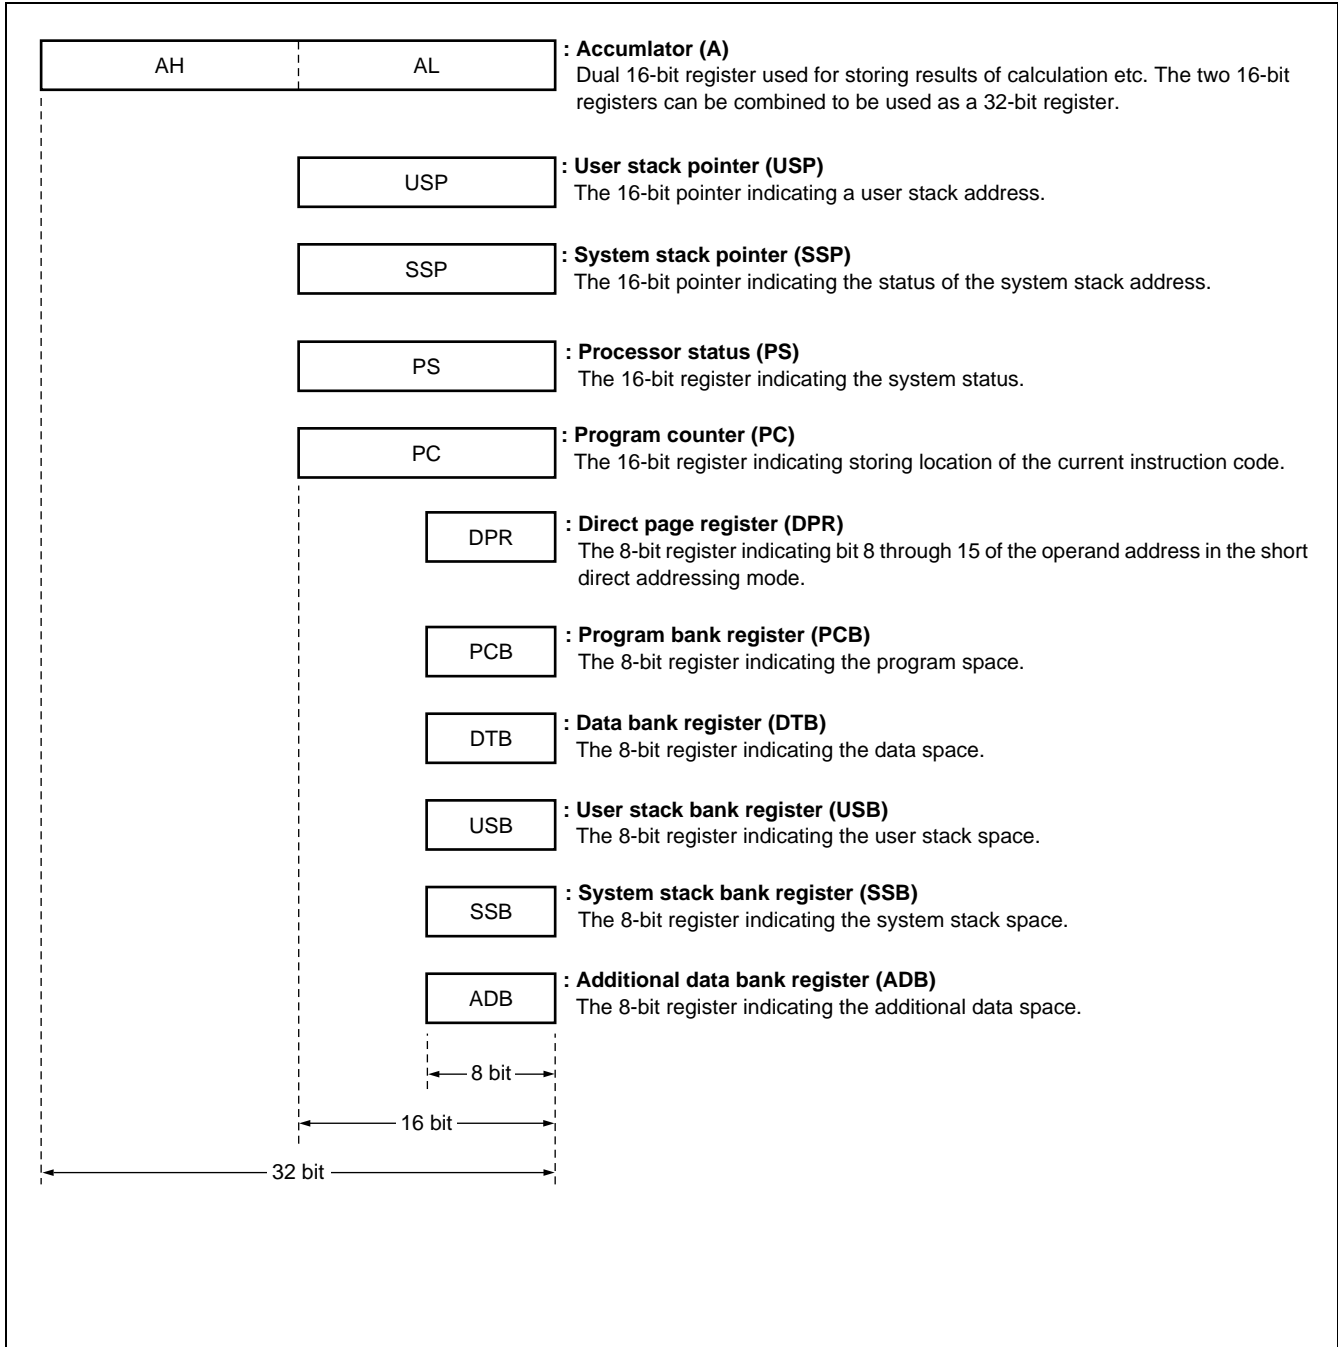 AH
AL
: Accumlator (A)
Dual 16-bit register used for storing results of calculation etc. The two 16-bit
registers can be combined to be used as a 32-bit register.
USP
: User stack pointer (USP)
The 16-bit pointer indicating a user stack address.
SSP
: System stack pointer (SSP)
The 16-bit pointer indicating the status of the system stack address.
PS
: Processor status (PS)
The 16-bit register indicating the system status.
PC
: Program counter (PC)
The 16-bit register indicating storing location of the current instruction code.
DPR
: Direct page register (DPR)
The 8-bit register indicating bit 8 through 15 of the operand address in the short
direct addressing mode.
PCB
: Program bank register (PCB)
The 8-bit register indicating the program space.
DTB
: Data bank register (DTB)
The 8-bit register indicating the data space.
USB
: User stack bank register (USB)
The 8-bit register indicating the user stack space.
SSB
: System stack bank register (SSB)
The 8-bit register indicating the system stack space.
ADB
: Additional data bank register (ADB)
The 8-bit register indicating the additional data space.
8 bit
16 bit
32 bit